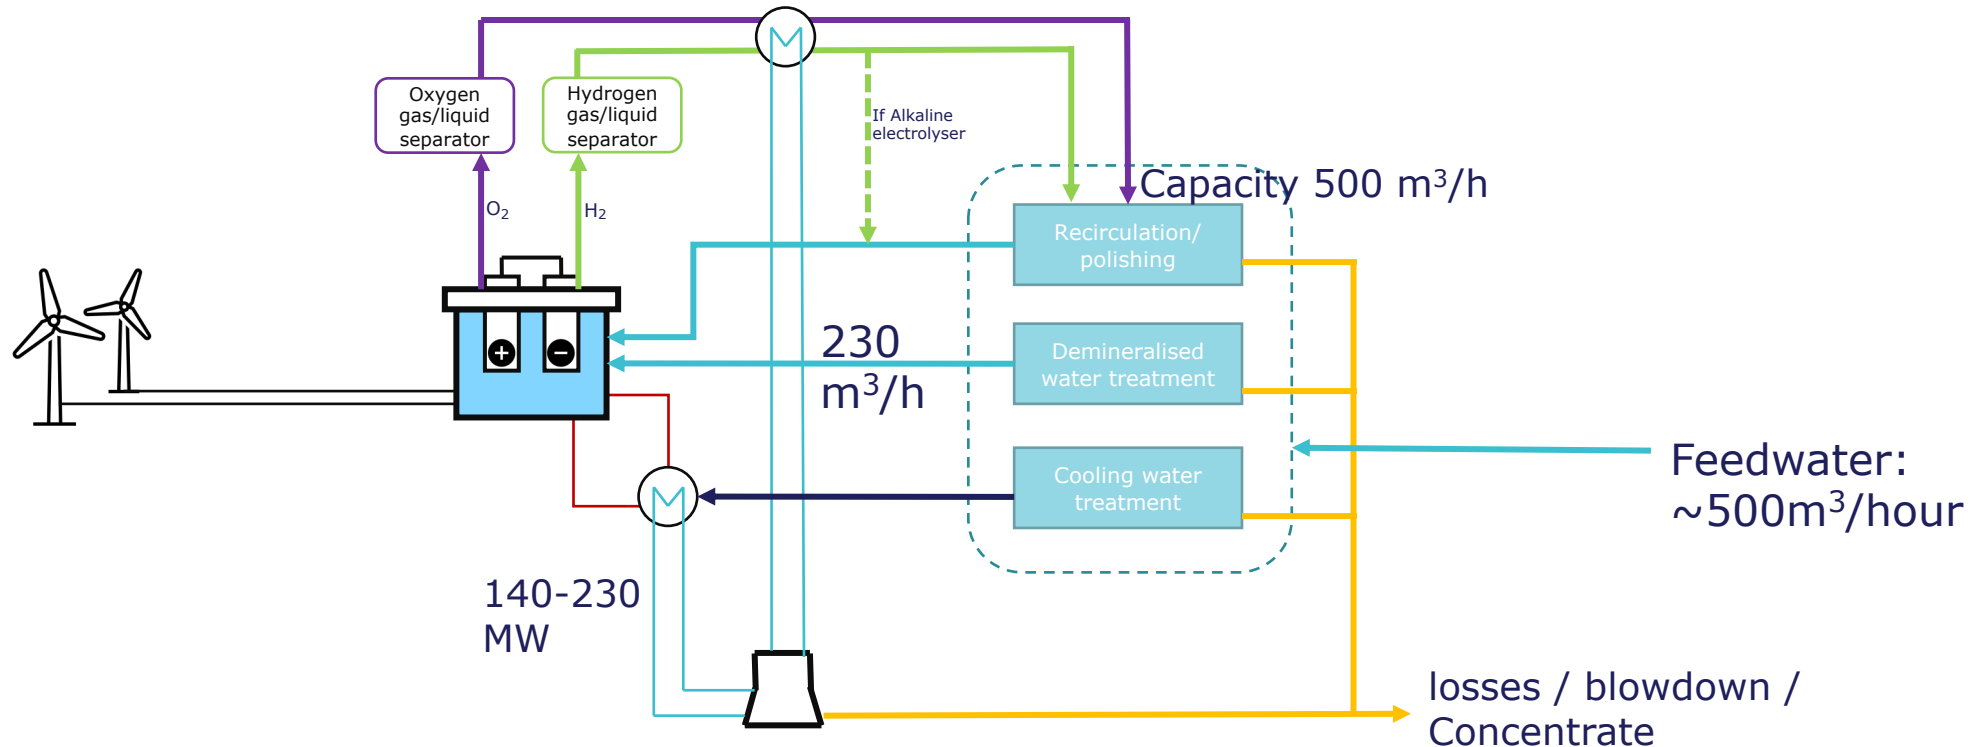 Oxygen
gas/liquid
separator
Hydrogen
gas/liquid
separator
If Alkaline
electrolyser
O₂
H₂
Capacity 500 m³/h
Recirculation/
polishing
230
m³/h
Demineralised
water treatment
+
−
Cooling water
treatment
Feedwater:
~500m³/hour
140-230
MW
losses / blowdown /
Concentrate